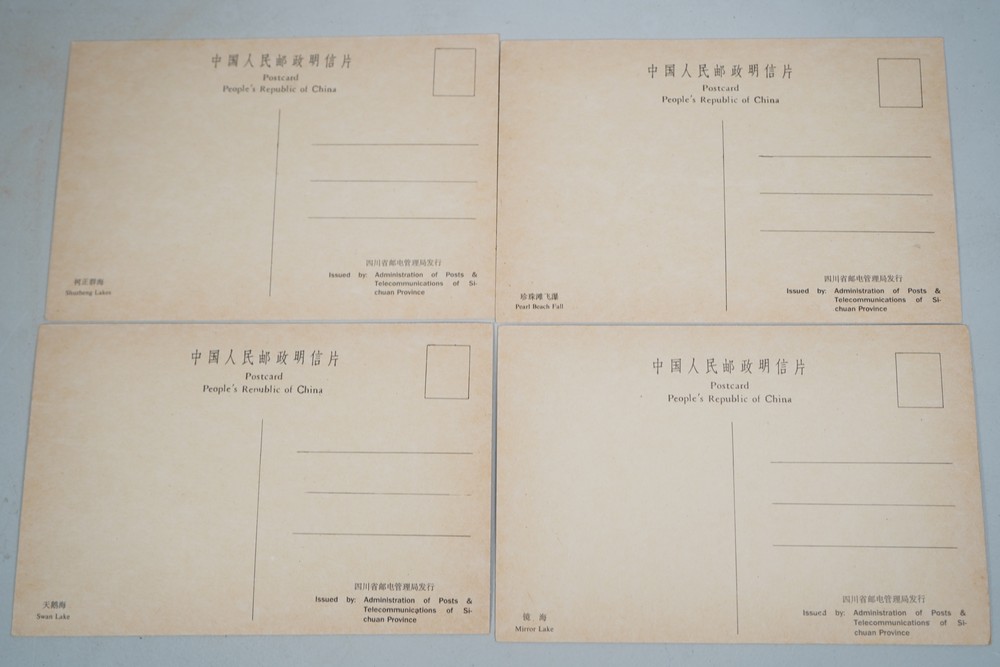 中国人民邮政明信片
Postcard
People's Republic of China
四川省邮电管理局发行
Issued by: Administration of Posts &
Telecommunications of Si-
chuan Province
树正群海
Lakes
中国人民邮政明信片
Postcard
People's Republic of China
四川省邮电管理局发行
Issued by: Administration of Posts &
Telecommunications of Si-
chuan Province
珍珠滩飞瀑
Pearl Beach Fall
中国人民邮政明信片
Postcard
People's Republic of China
四川省邮电管理局发行
Issued by: Administration of Posts &
Telecommunications of Si-
chuan Province
天鹅海
Swan Lake
中国人民邮政明信片
Postcard
People's Republic of China
四川省邮电管理局发行
Issued by: Administration of Posts &
Telecommunications of Si-
chuan Province
镜 海
Mirror Lake